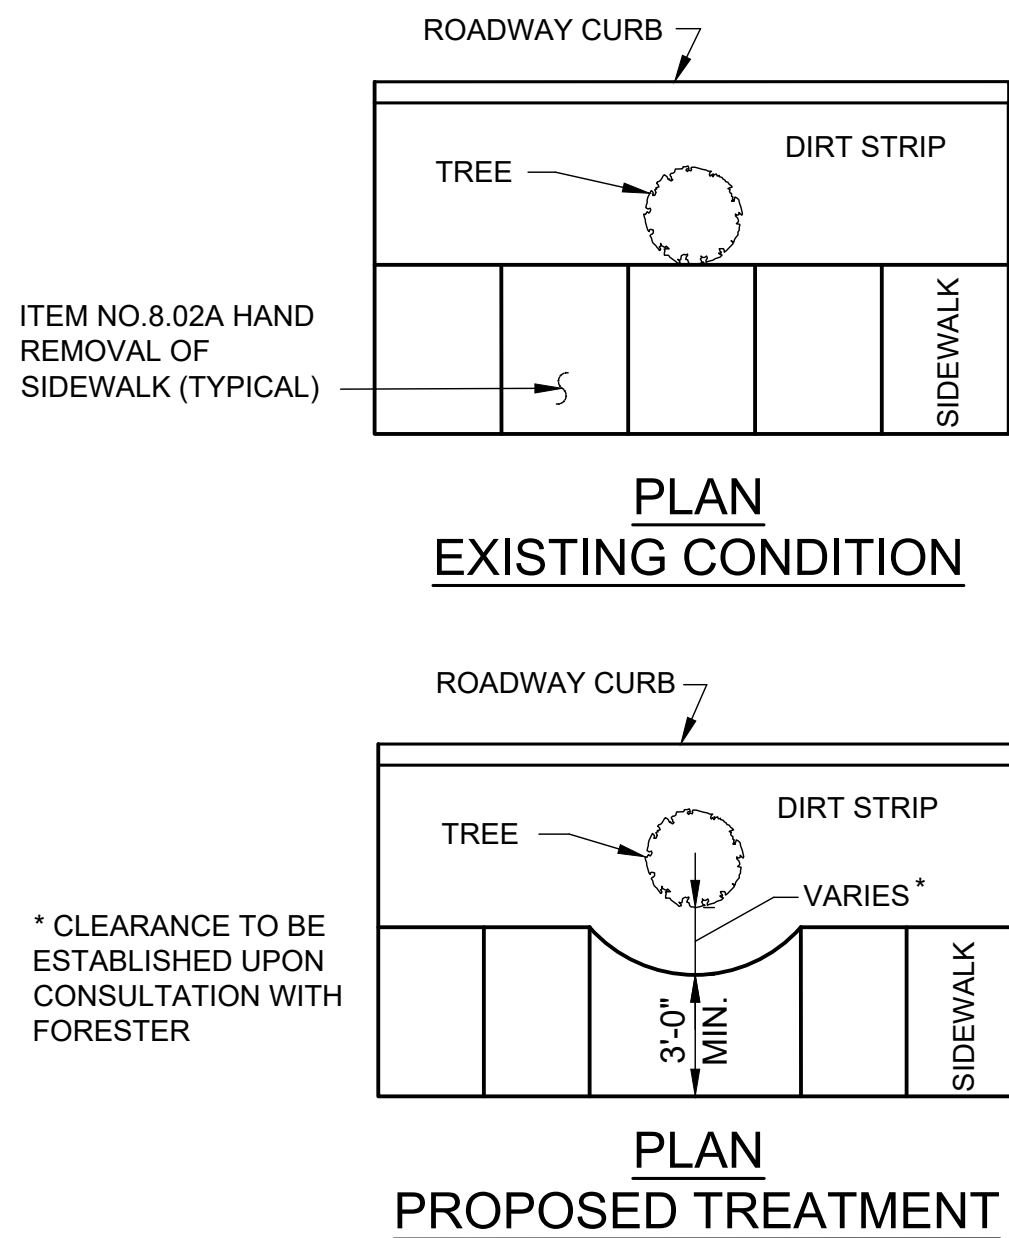 ROADWAY CURB
DIRT STRIP
TREE
ITEM NO.8.02A HAND
REMOVAL OF
SIDEWALK (TYPICAL)
SIDEWALK
PLAN
EXISTING CONDITION
ROADWAY CURB
DIRT STRIP
TREE
VARIES *
* CLEARANCE TO BE
ESTABLISHED UPON
CONSULTATION WITH
FORESTER
3'-0"
MIN.
SIDEWALK
PLAN
PROPOSED TREATMENT